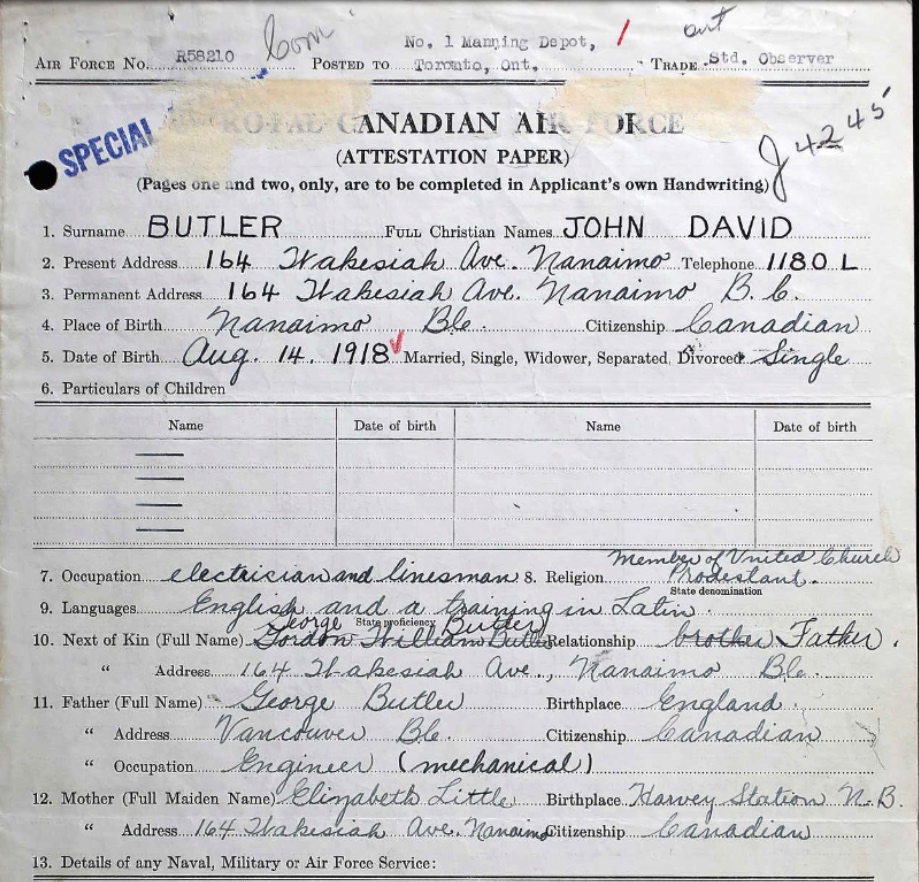 Com
out
No. 1 Manning Depot, /
AIR FORCE No. R58210 POSTED TO Toronto, Ont. TRADE Std. Observer
SPECIAL
ROYAL CANADIAN AIR FORCE
J 4245
(ATTESTATION PAPER)
(Pages one and two, only, are to be completed in Applicant's own Handwriting)
1. Surname BUTLER FULL Christian Names JOHN DAVID
2. Present Address 164 Wakesiah Ave. Nanaimo Telephone 1180 L
3. Permanent Address 164 Wakesiah Ave. Nanaimo B.C.
4. Place of Birth Nanaimo BC. Citizenship Canadian
5. Date of Birth Aug. 14. 1918 Married, Single, Widower, Separated, Divorced Single
6. Particulars of Children
Name Date of birth Name Date of birth
Member of United Church
7. Occupation electrician and linesman 8. Religion Prodestant.
State denomination
9. Languages English and a training in Latin.
State proficiency
George Butler
10. Next of Kin (Full Name) Gordon William Butler Relationship brother Father.
" Address 164 Wakesiah Ave., Nanaimo BC.
11. Father (Full Name) George Butler Birthplace England.
" Address Vancouver BC. Citizenship Canadian
" Occupation Engineer (mechanical)
12. Mother (Full Maiden Name) Elizabeth Little Birthplace Harvey Station N.B.
" Address 164 Wakesiah Ave. Nanaimo Citizenship Canadian
13. Details of any Naval, Military or Air Force Service: